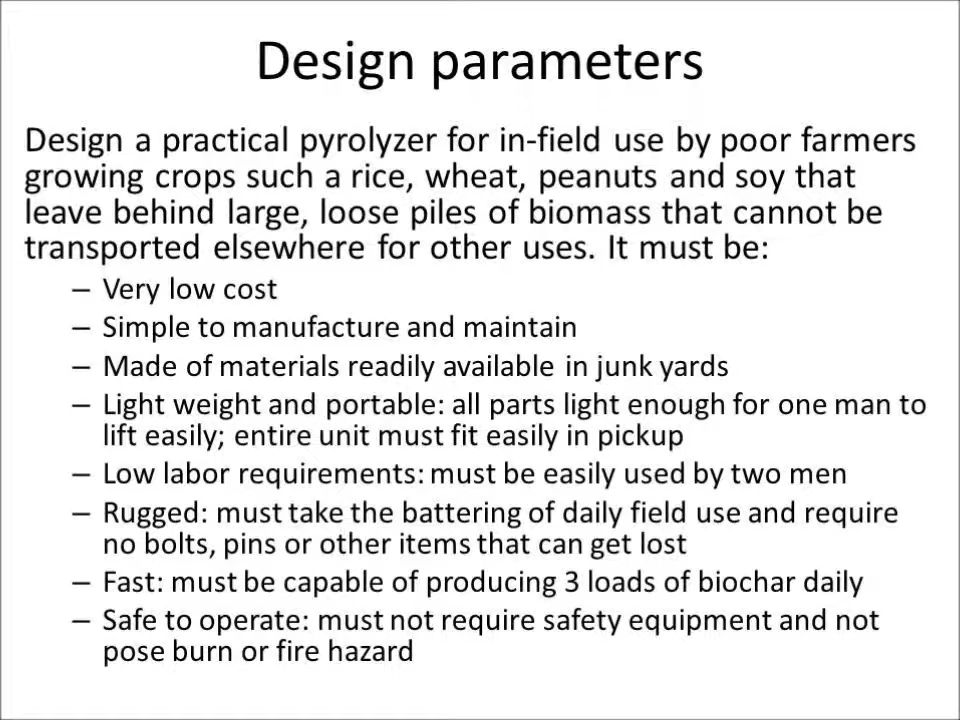 Design parameters
Design a practical pyrolyzer for in-field use by poor farmers
growing crops such a rice, wheat, peanuts and soy that
leave behind large, loose piles of biomass that cannot be
transported elsewhere for other uses. It must be:
– Very low cost
– Simple to manufacture and maintain
– Made of materials readily available in junk yards
– Light weight and portable: all parts light enough for one man to
lift easily; entire unit must fit easily in pickup
– Low labor requirements: must be easily used by two men
– Rugged: must take the battering of daily field use and require
no bolts, pins or other items that can get lost
– Fast: must be capable of producing 3 loads of biochar daily
– Safe to operate: must not require safety equipment and not
pose burn or fire hazard